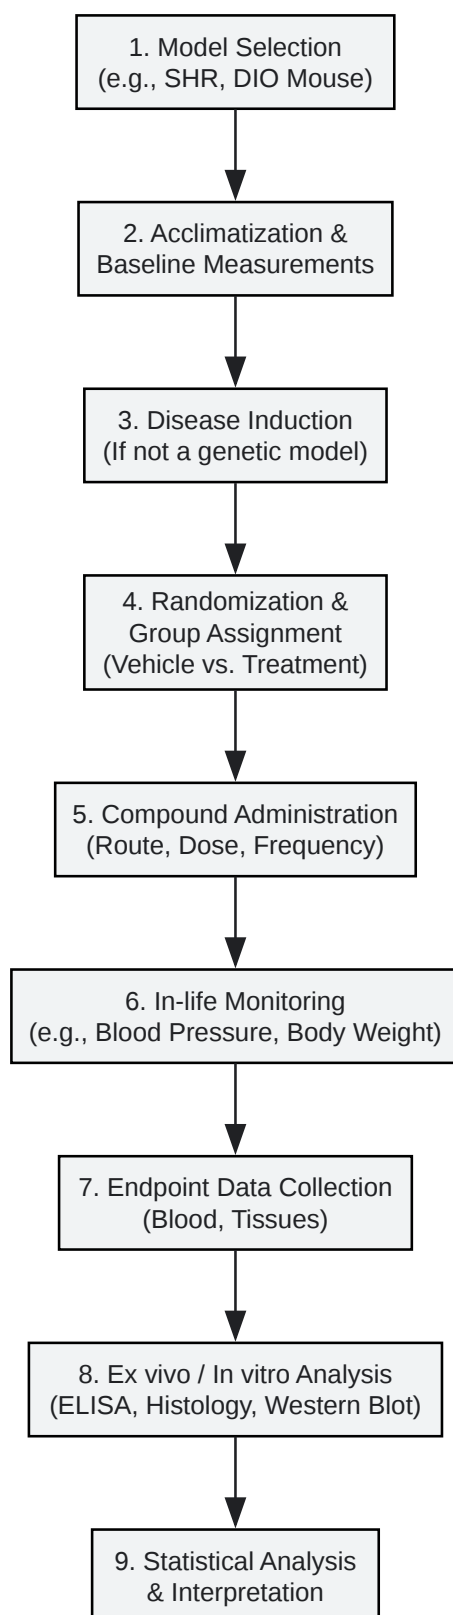 1. Model Selection
(e.g., SHR, DIO Mouse)
2. Acclimatization &
Baseline Measurements
3. Disease Induction
(If not a genetic model)
4. Randomization &
Group Assignment
(Vehicle vs. Treatment)
5. Compound Administration
(Route, Dose, Frequency)
6. In-life Monitoring
(e.g., Blood Pressure, Body Weight)
7. Endpoint Data Collection
(Blood, Tissues)
8. Ex vivo / In vitro Analysis
(ELISA, Histology, Western Blot)
9. Statistical Analysis
& Interpretation